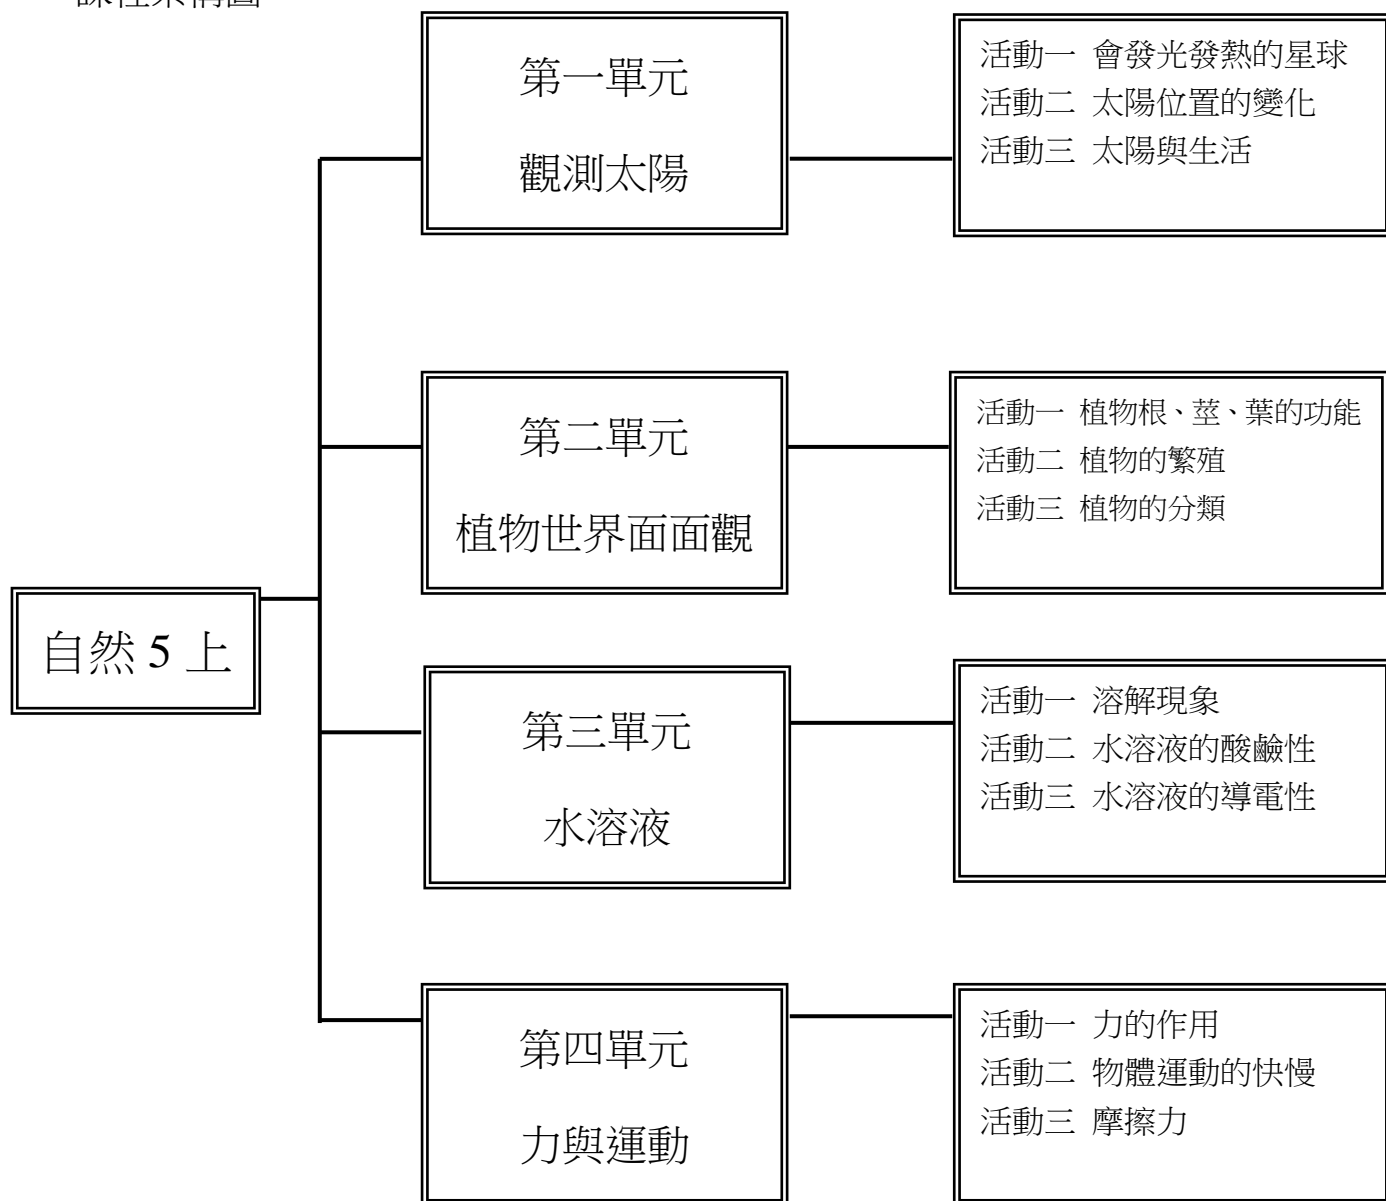 課程架構圖
第一單元
觀測太陽
活動一 會發光發熱的星球
活動二 太陽位置的變化
活動三 太陽與生活
第二單元
植物世界面面觀
活動一 植物根、莖、葉的功能
活動二 植物的繁殖
活動三 植物的分類
自然 5 上
第三單元
水溶液
活動一 溶解現象
活動二 水溶液的酸鹼性
活動三 水溶液的導電性
第四單元
力與運動
活動一 力的作用
活動二 物體運動的快慢
活動三 摩擦力